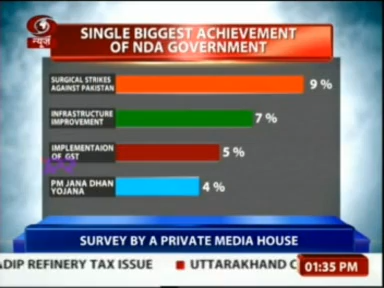 न्यूज़
SINGLE BIGGEST ACHIEVEMENT
OF NDA GOVERNMENT
SURGICAL STRIKES
AGAINST PAKISTAN
9 %
INFRASTRUCTURE
IMPROVEMENT
7 %
IMPLEMENTAION
OF GST
5 %
PM JANA DHAN
YOJANA
4 %
SURVEY BY A PRIVATE MEDIA HOUSE
ADIP REFINERY TAX ISSUE ■ UTTARAKHAND C
01:35 PM